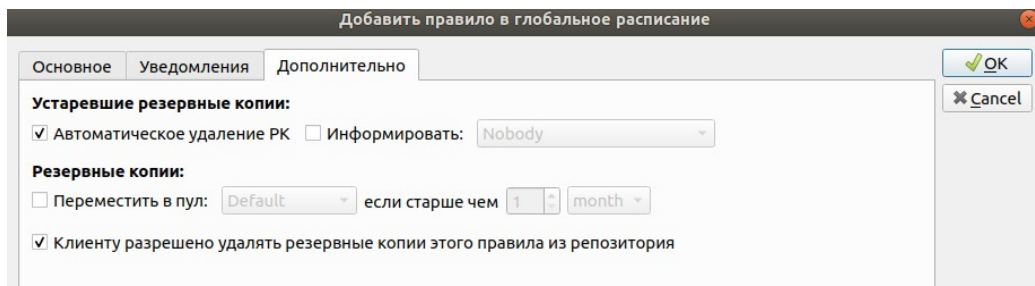 Добавить правило в глобальное расписание
Основное Уведомления Дополнительно
OK
Cancel
Устаревшие резервные копии:
Автоматическое удаление РК Информировать: Nobody
Резервные копии:
Переместить в пул: Default если старше чем 1 month
Клиенту разрешено удалять резервные копии этого правила из репозитория